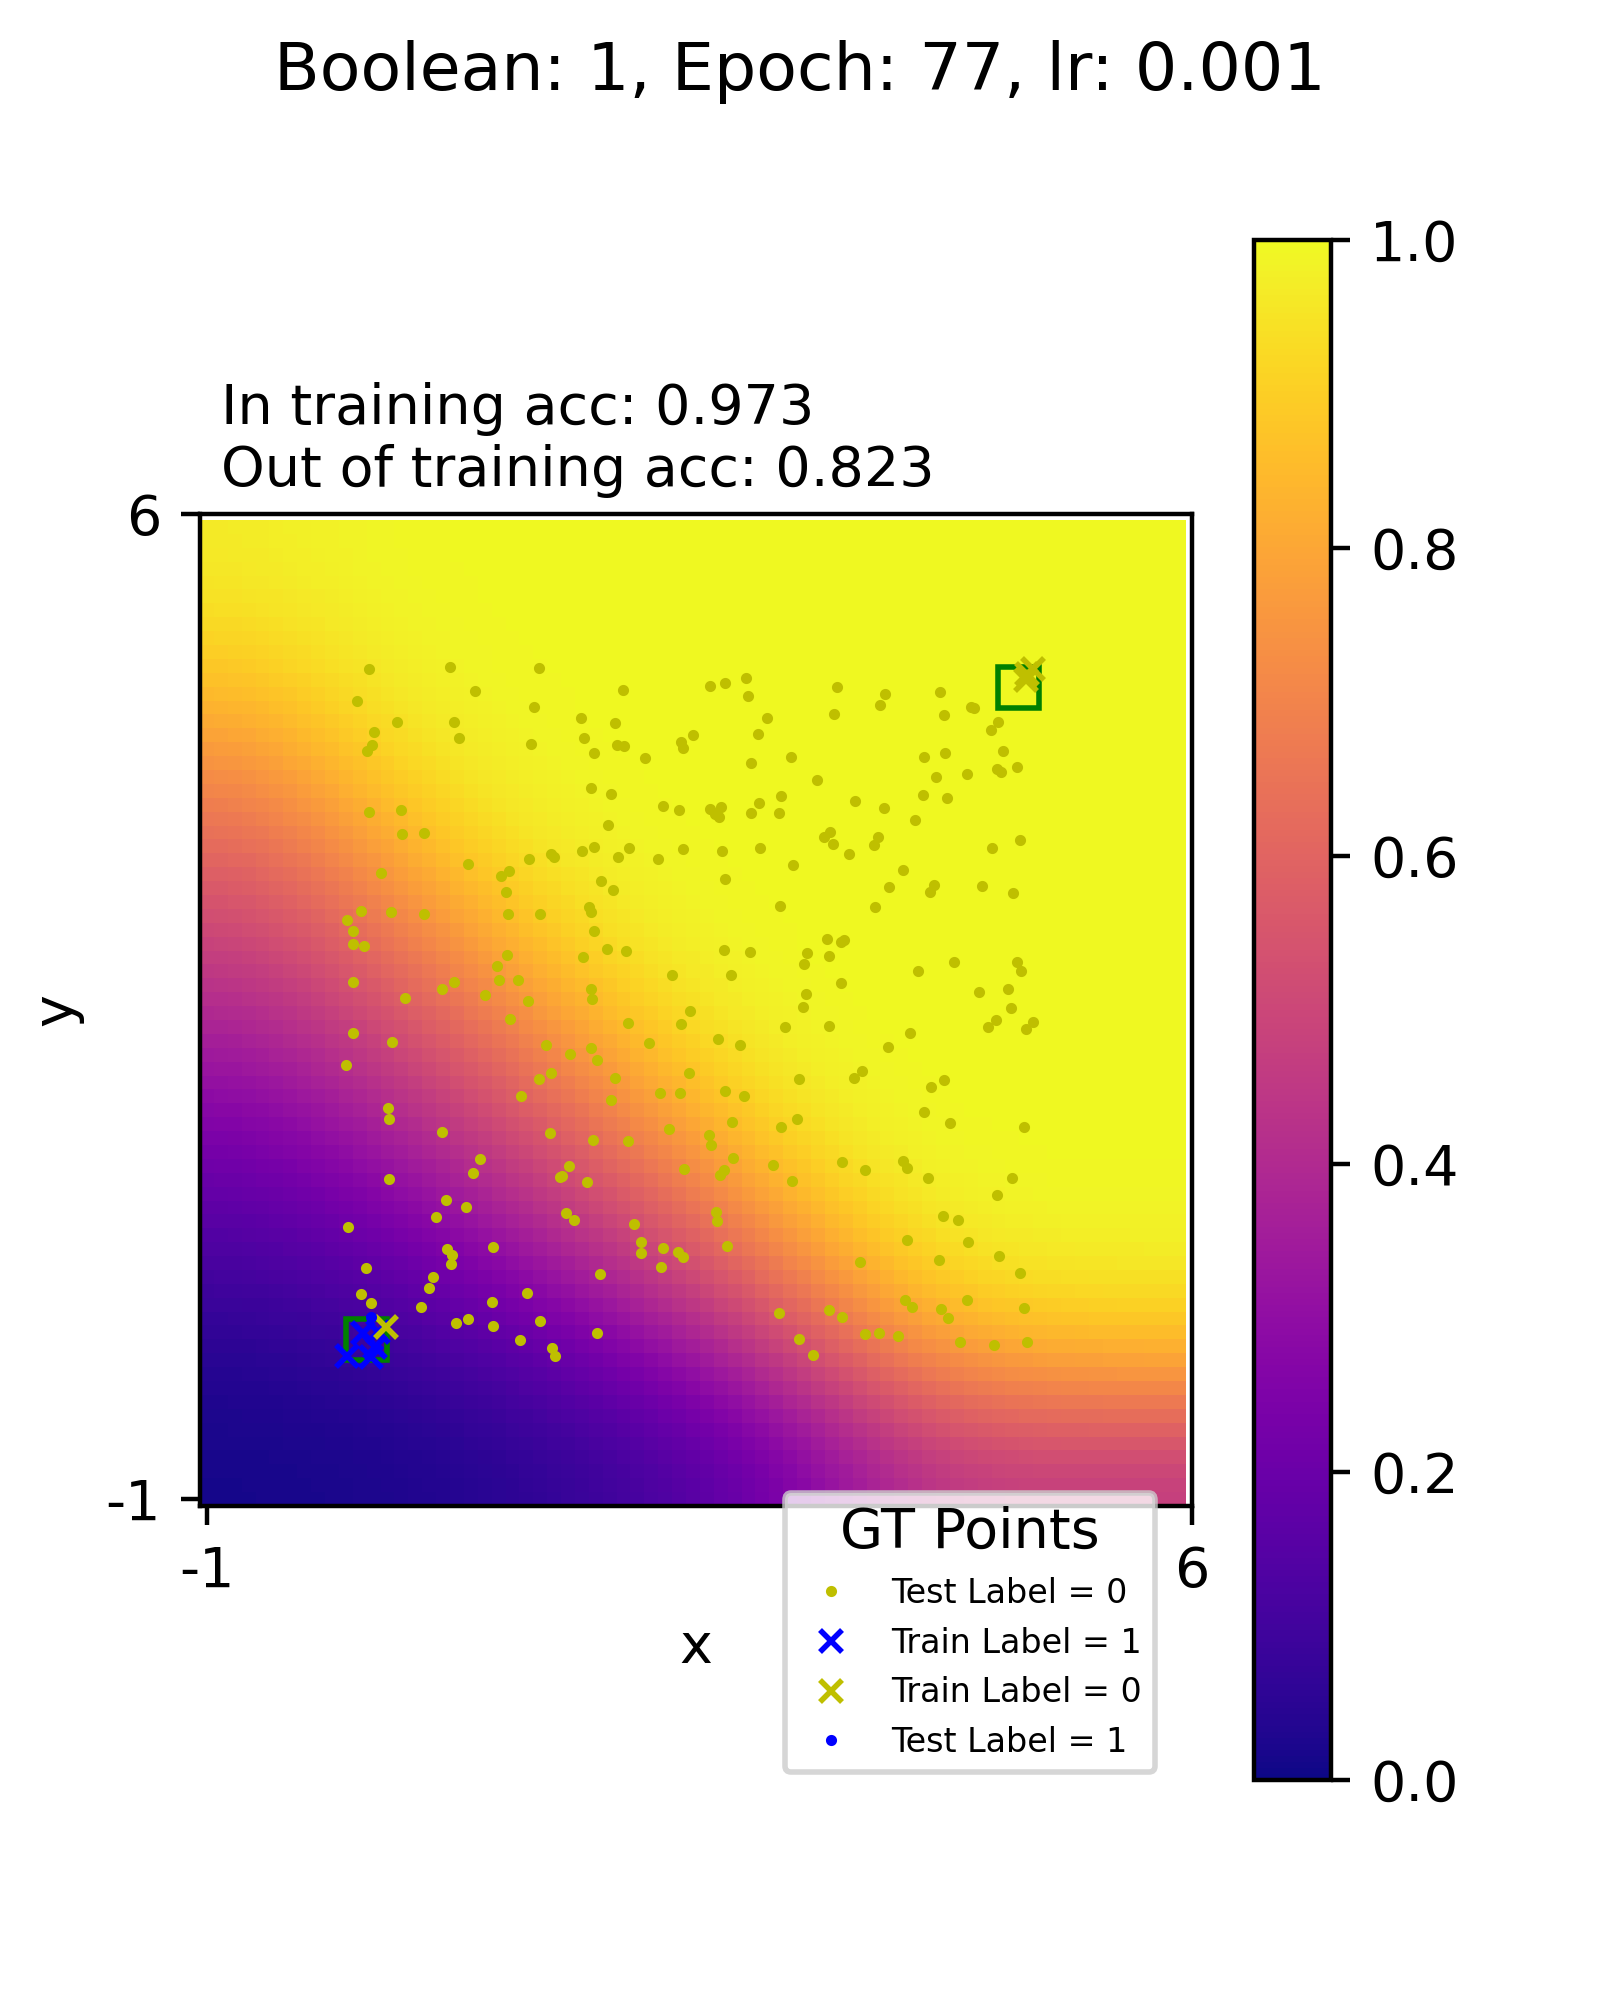 Boolean: 1, Epoch: 77, lr: 0.001
In training acc: 0.973
Out of training acc: 0.823
1.0
0.8
0.6
0.4
0.2
0.0
6
y
-1
-1
6
x
GT Points
Test Label = 0
Train Label = 1
Train Label = 0
Test Label = 1